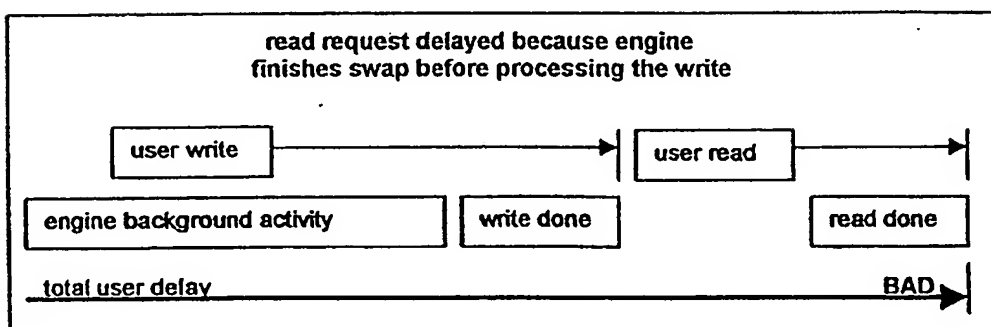 read request delayed because engine
finishes swap before processing the write
user write
user read
engine background activity
write done
read done
total user delay
BAD